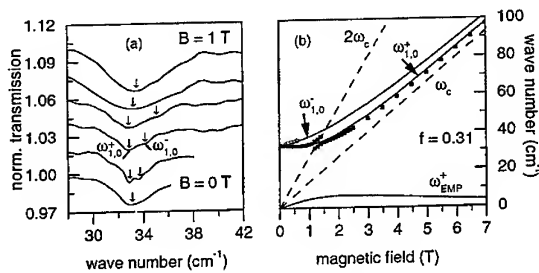 (a)
B = 1 T
1.12
1.09
1.06
1.03
1.00
0.97
norm. transmission
ω⁺1,0
ω⁻1,0
B = 0 T
30
34
38
42
wave number (cm⁻¹)
(b)
2ωc
ω⁺1,0
ω⁻1,0
ωc
f = 0.31
ω⁺EMP
100
80
60
40
20
0
wave number (cm⁻¹)
0
1
2
3
4
5
6
7
magnetic field (T)